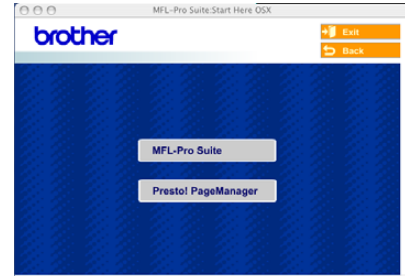 MFL-Pro Suite:Start Here OSX
brother
Exit
Back
MFL-Pro Suite
Presto! PageManager